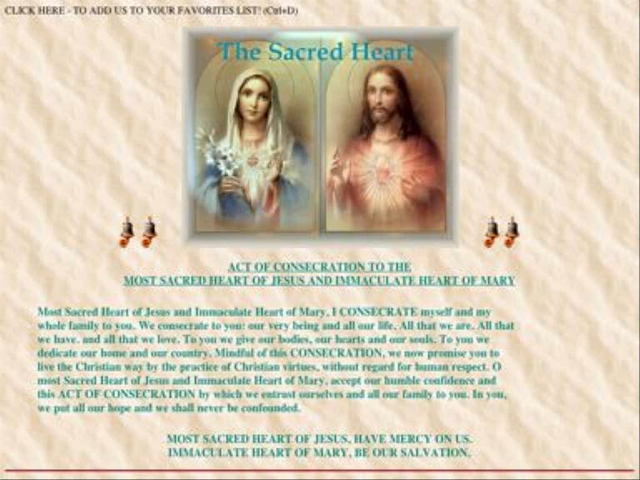 CLICK HERE - TO ADD US TO YOUR FAVORITES LIST! (Ctrl+D)
The Sacred Heart
ACT OF CONSECRATION TO THE
MOST SACRED HEART OF JESUS AND IMMACULATE HEART OF MARY
Most Sacred Heart of Jesus and Immaculate Heart of Mary, I CONSECRATE myself and my
whole family to you. We consecrate to you: our very being and all our life. All that we are. All that
we have. and all that we love. To you we give our bodies, our hearts and our souls. To you we
dedicate our home and our country. Mindful of this CONSECRATION, we now promise you to
live the Christian way by the practice of Christian virtues, without regard for human respect. O
most Sacred Heart of Jesus and Immaculate Heart of Mary, accept our humble confidence and
this ACT OF CONSECRATION by which we entrust ourselves and all our family to you. In you,
we put all our hope and we shall never be confounded.
MOST SACRED HEART OF JESUS, HAVE MERCY ON US.
IMMACULATE HEART OF MARY, BE OUR SALVATION.